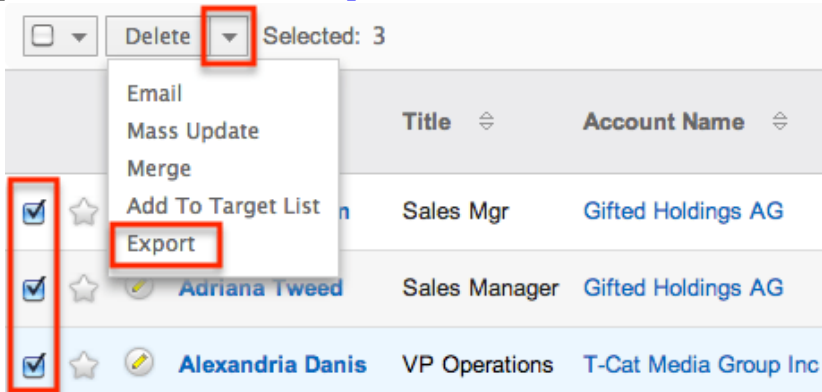 Delete Selected: 3
Email
Mass Update
Merge
Add To Target List
Export
Title Account Name
n Sales Mgr Gifted Holdings AG
Adriana Tweed Sales Manager Gifted Holdings AG
Alexandria Danis VP Operations T-Cat Media Group Inc